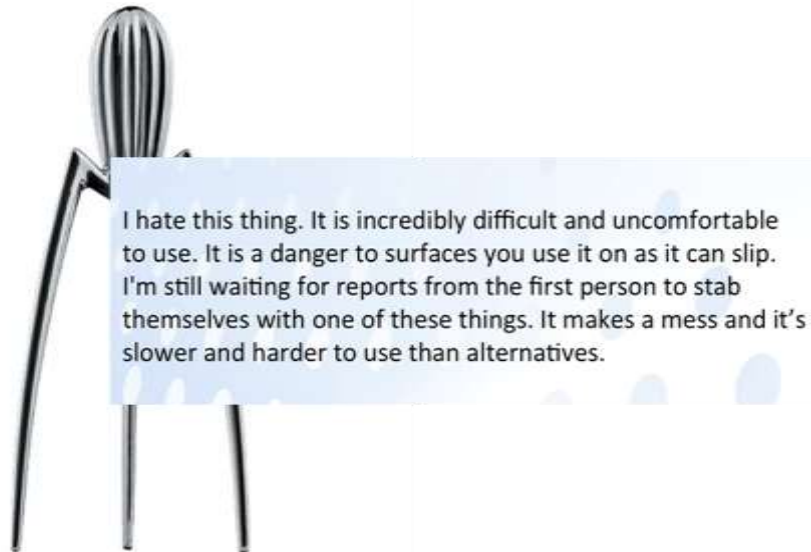 I hate this thing. It is incredibly difficult and uncomfortable
to use. It is a danger to surfaces you use it on as it can slip.
I'm still waiting for reports from the first person to stab
themselves with one of these things. It makes a mess and it’s
slower and harder to use than alternatives.